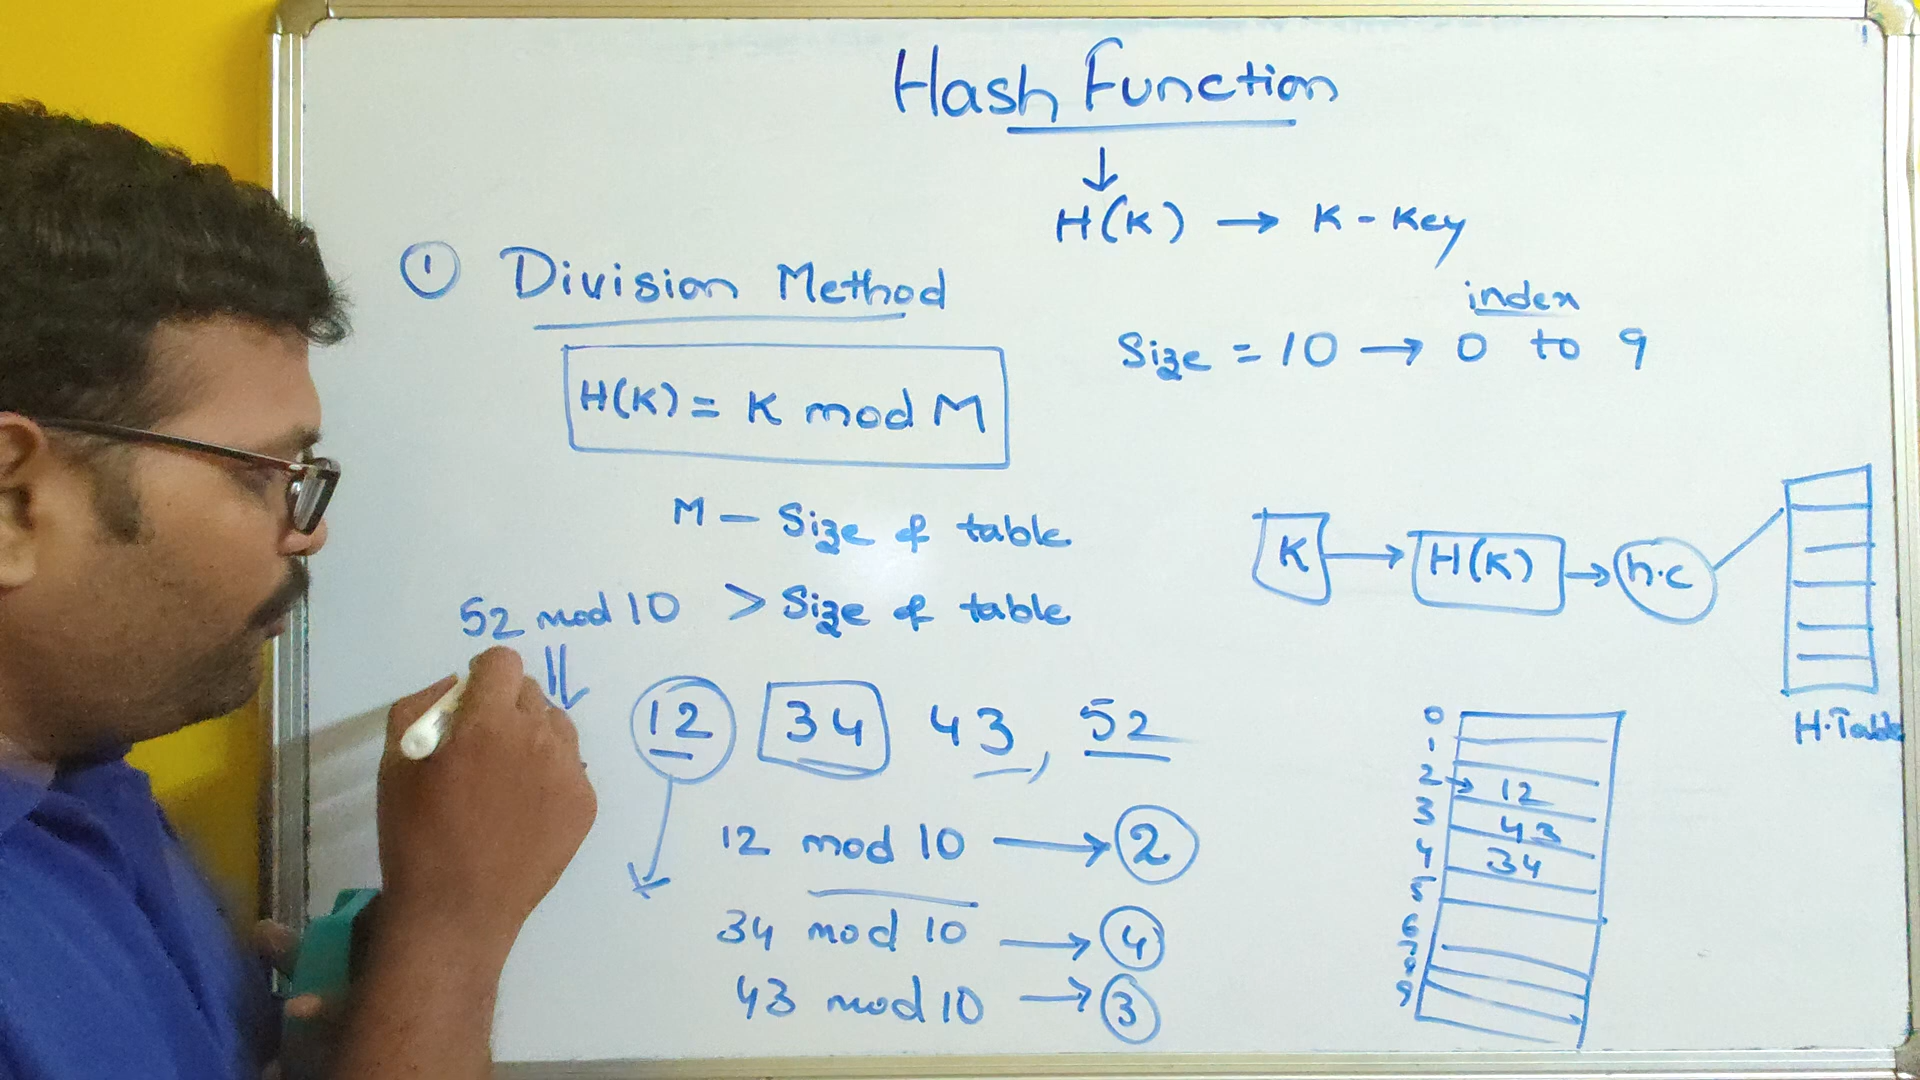 Hash Function
H(K) → K - Key
① Division Method
index
Size = 10 → 0 to 9
H(K) = K mod M
M - Size of table
K → H(K) → h.c
H.Table
52 mod 10 > Size of table
12 34 43, 52
12 mod 10 → 2
34 mod 10 → 4
43 mod 10 → 3
0
1
2 → 12
3 43
4 34
5
6
7
8
9